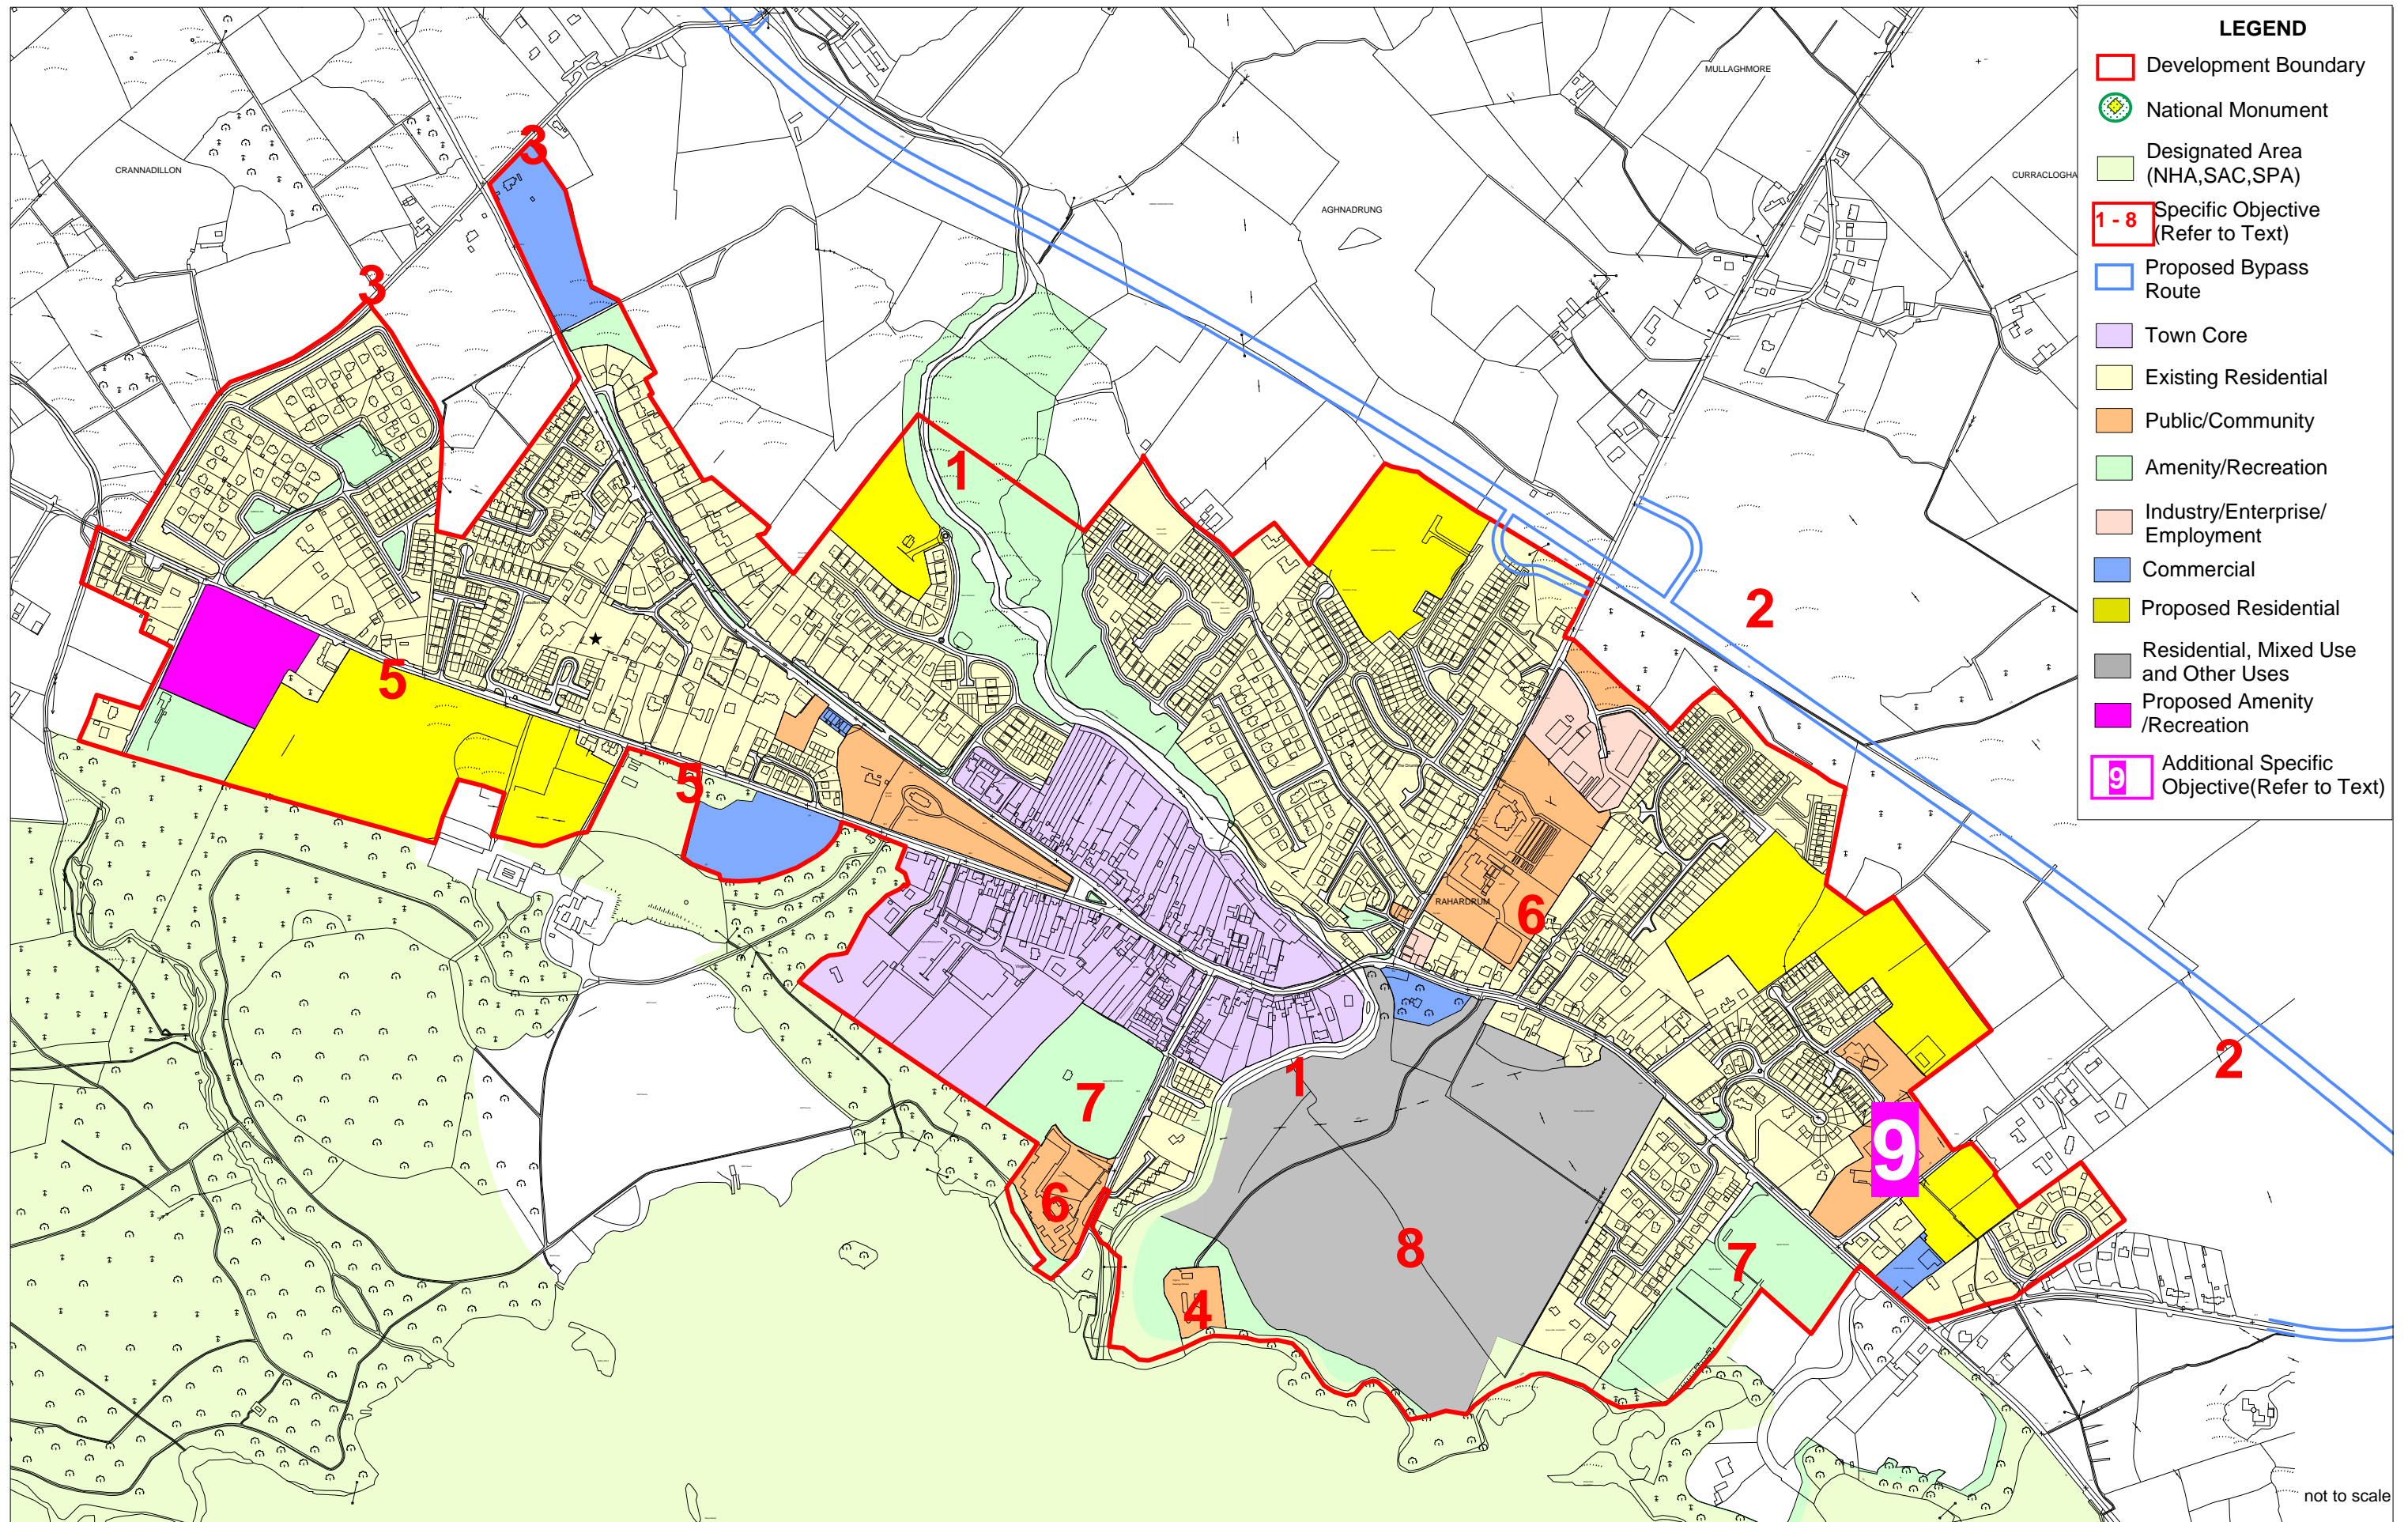 LEGEND
Development Boundary
National Monument
Designated Area
(NHA,SAC,SPA)
1 - 8
Specific Objective
(Refer to Text)
Proposed Bypass
Route
Town Core
Existing Residential
Public/Community
Amenity/Recreation
Industry/Enterprise/
Employment
Commercial
Proposed Residential
Residential, Mixed Use
and Other Uses
Proposed Amenity
/Recreation
9
Additional Specific
Objective(Refer to Text)
MULLAGHMORE
CRANNADILLON
CURRACLOGHA
AGHNADRUNG
3
3
1
2
5
5
RAHARDRUM
6
1
2
7
9
6
8
7
4
not to scale